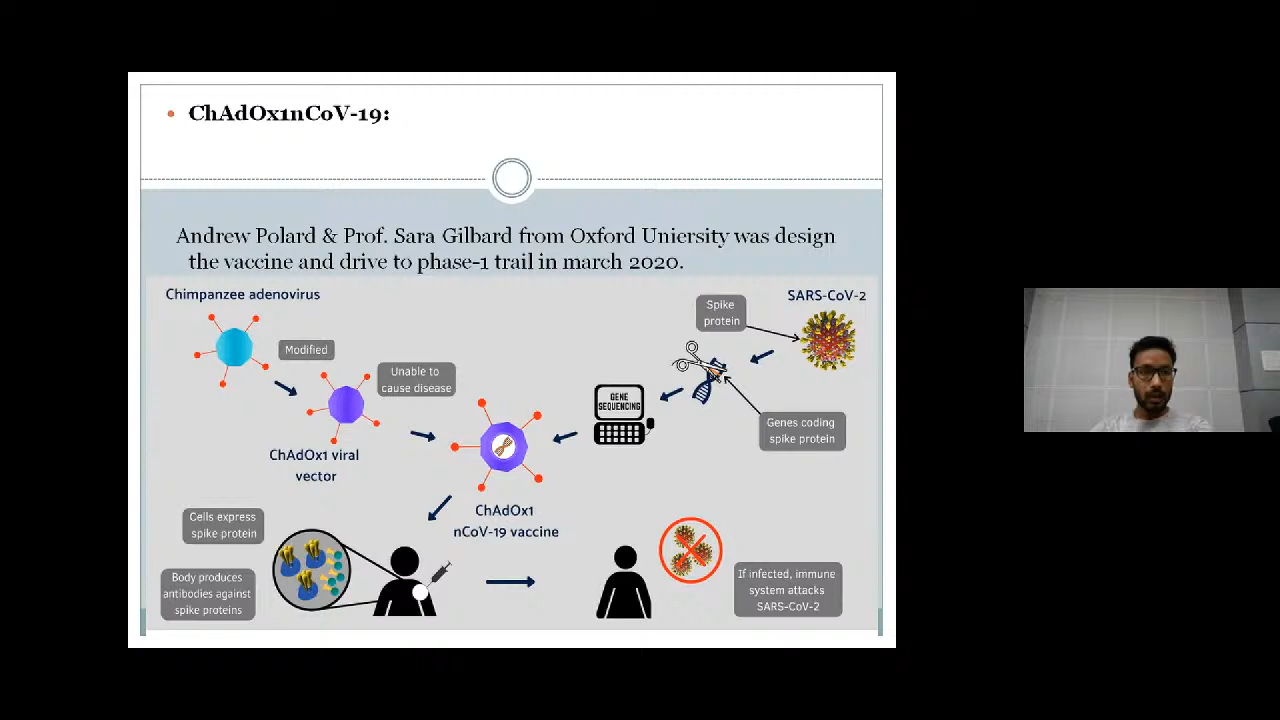 • ChAdOx1nCoV-19:
Andrew Polard & Prof. Sara Gilbard from Oxford Uniersity was design
the vaccine and drive to phase-1 trail in march 2020.
Chimpanzee adenovirus
Modified
Unable to
cause disease
ChAdOx1 viral
vector
Spike
protein
SARS-CoV-2
GENE
SEQUENCING
Genes coding
spike protein
ChAdOx1
nCoV-19 vaccine
Cells express
spike protein
Body produces
antibodies against
spike proteins
If infected, immune
system attacks
SARS-CoV-2